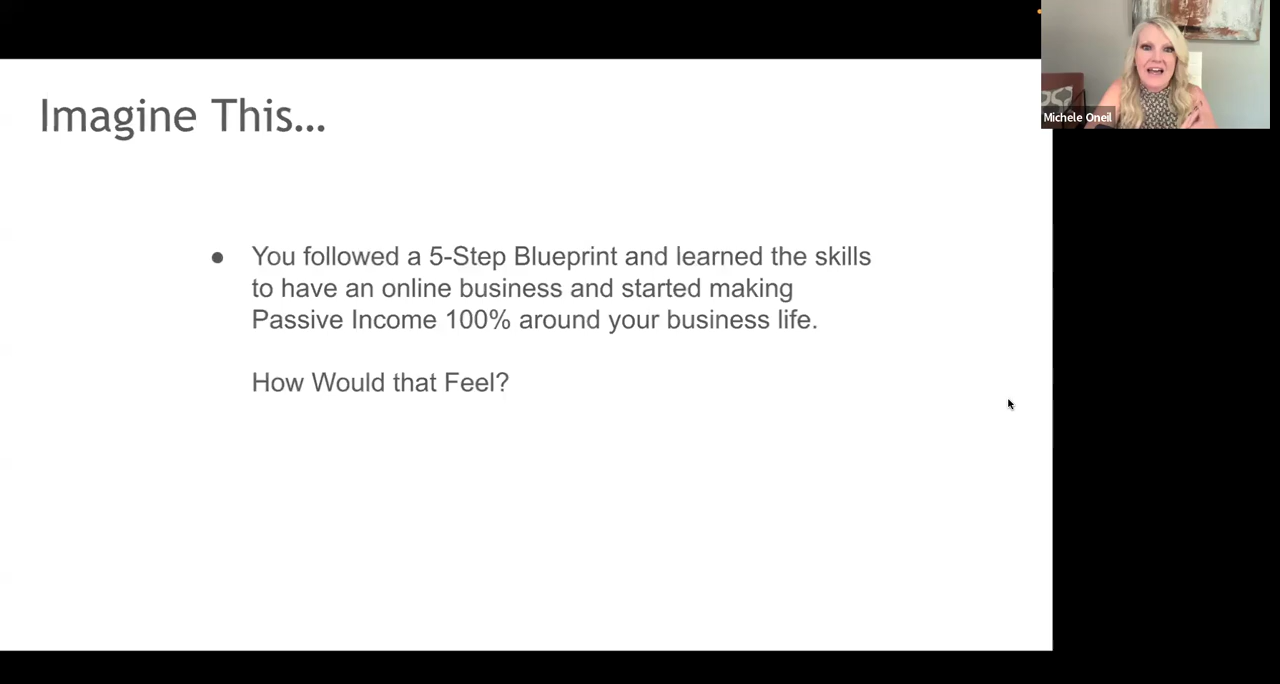 Imagine This...
● You followed a 5-Step Blueprint and learned the skills
to have an online business and started making
Passive Income 100% around your business life.
How Would that Feel?
Michele Oneil